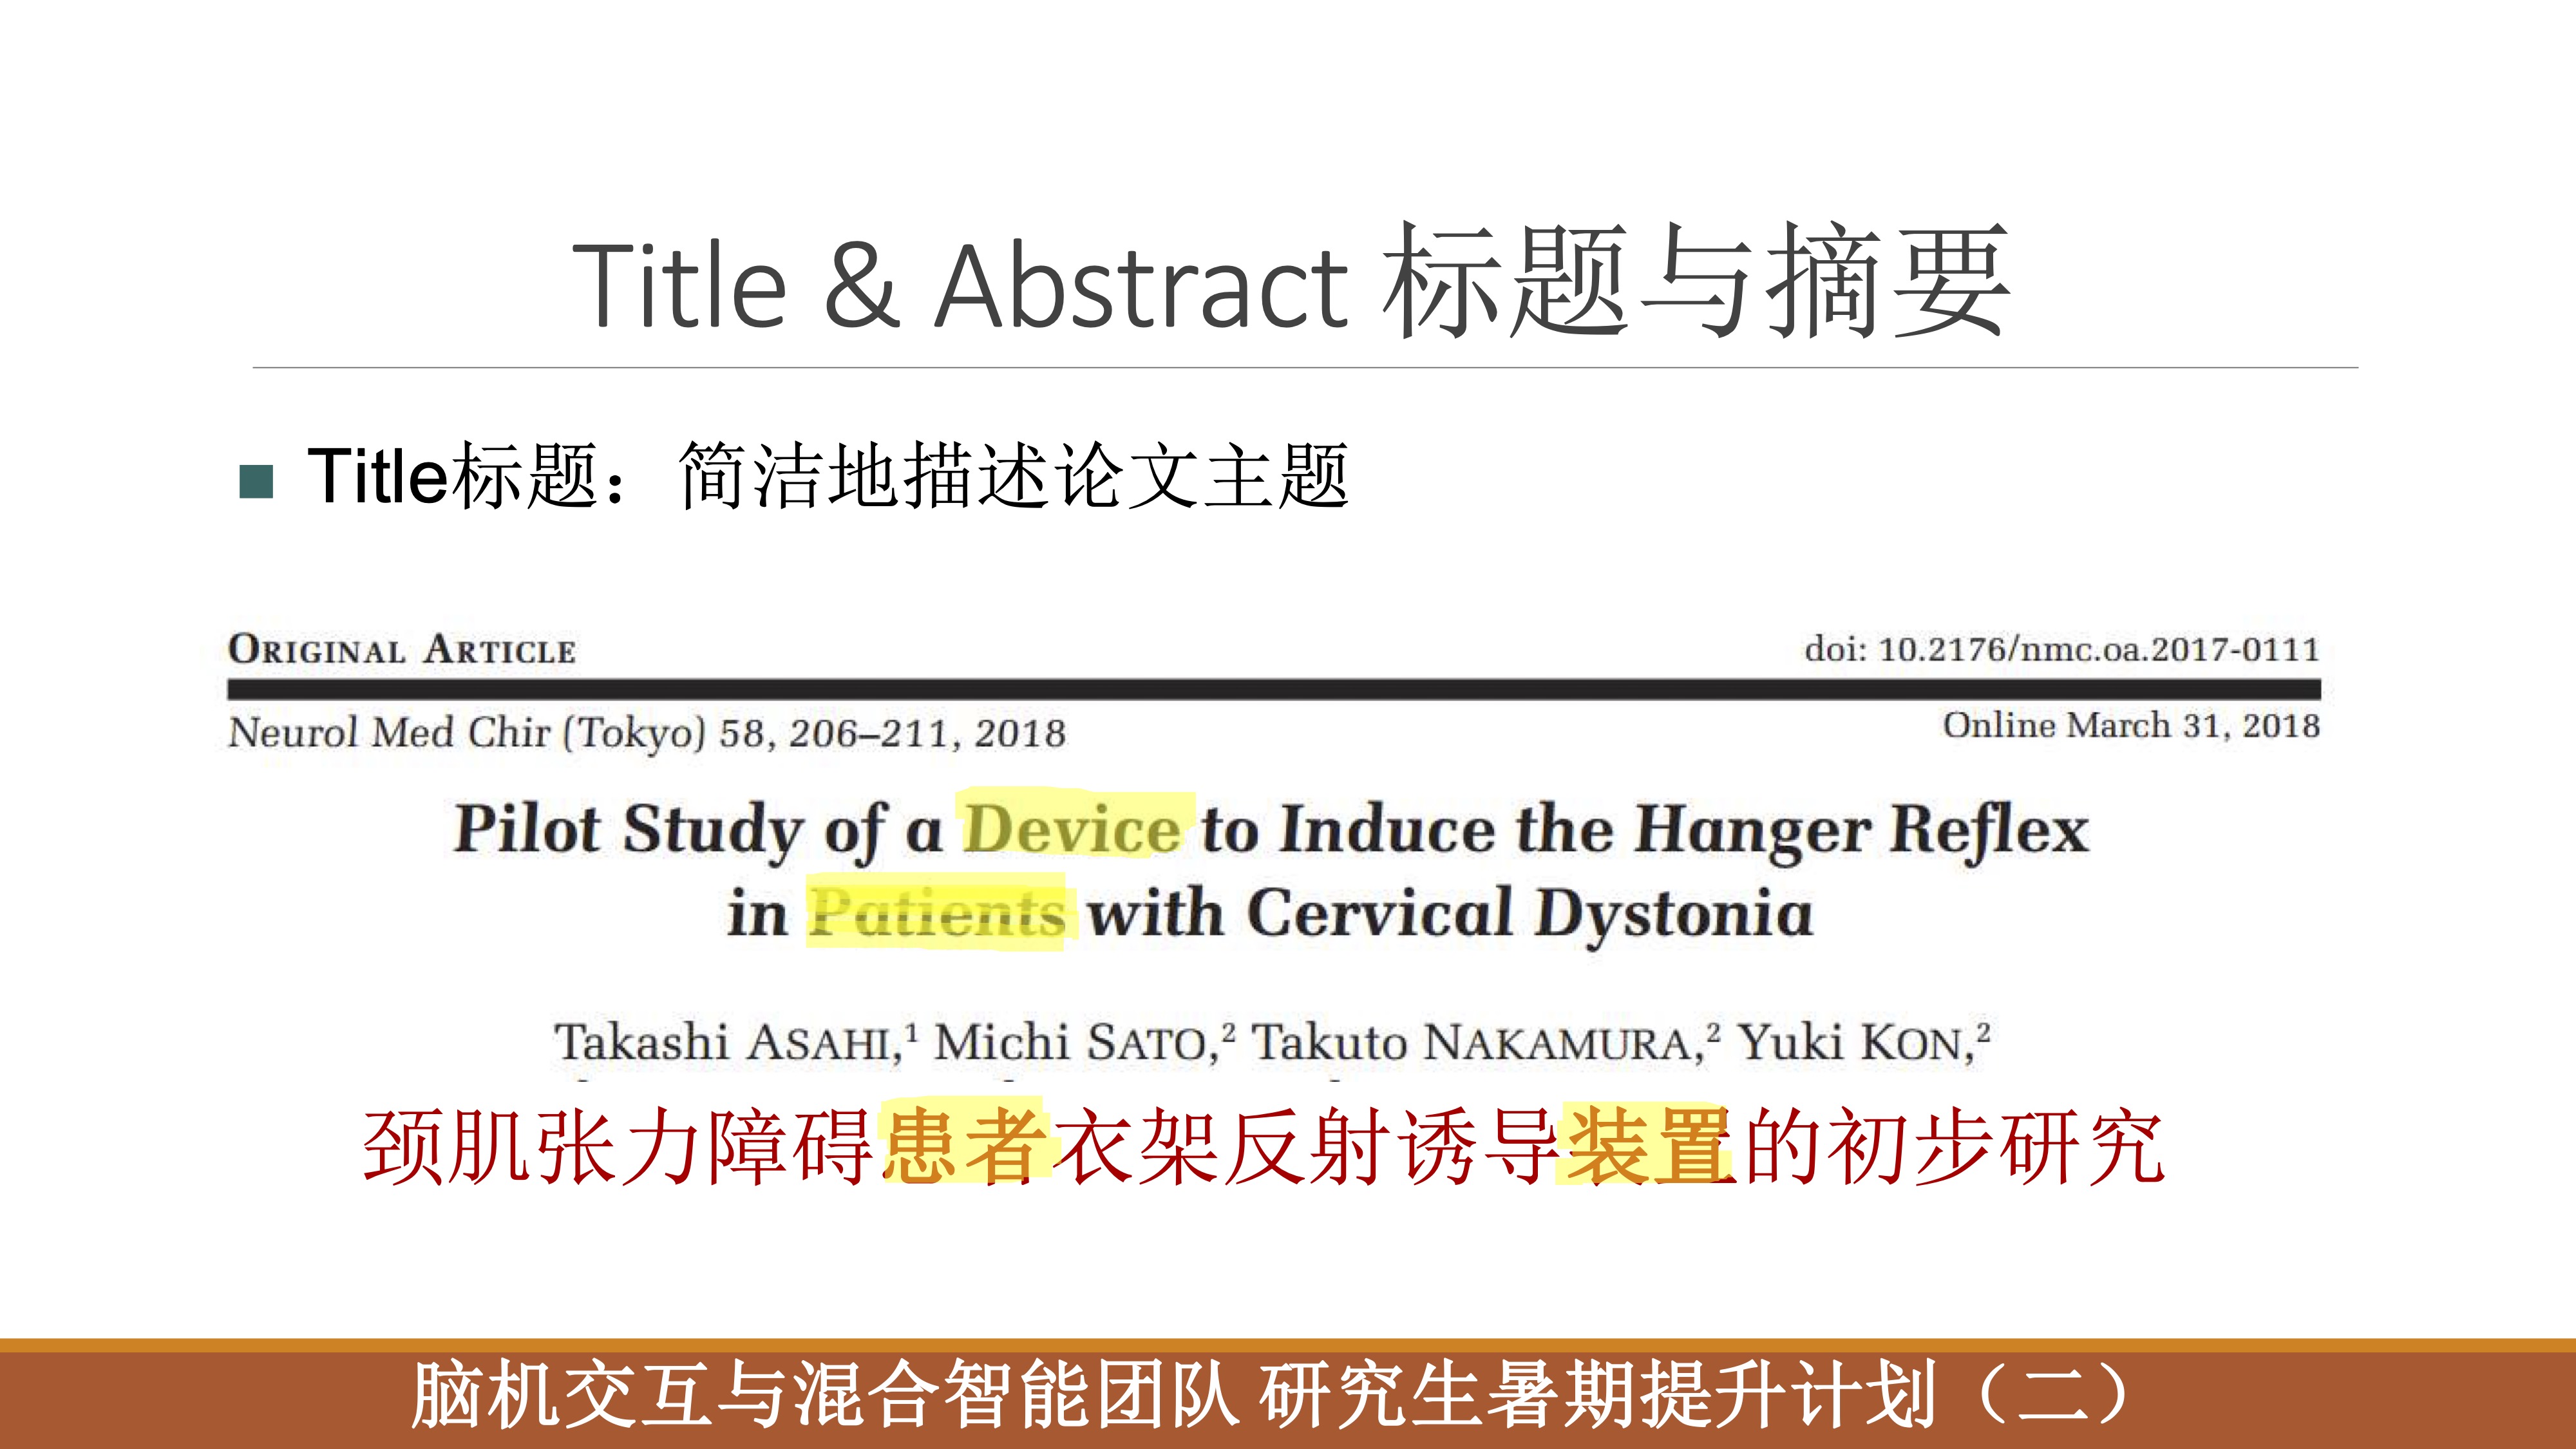 Title & Abstract 标题与摘要
Title标题：简洁地描述论文主题
ORIGINAL ARTICLE
doi: 10.2176/nmc.oa.2017-0111
Neurol Med Chir (Tokyo) 58, 206–211, 2018
Online March 31, 2018
Pilot Study of a Device to Induce the Hanger Reflex
in Patients with Cervical Dystonia
Takashi ASAHI,¹ Michi SATO,² Takuto NAKAMURA,² Yuki KON,²
颈肌张力障碍患者衣架反射诱导装置的初步研究
脑机交互与混合智能团队 研究生暑期提升计划（二）